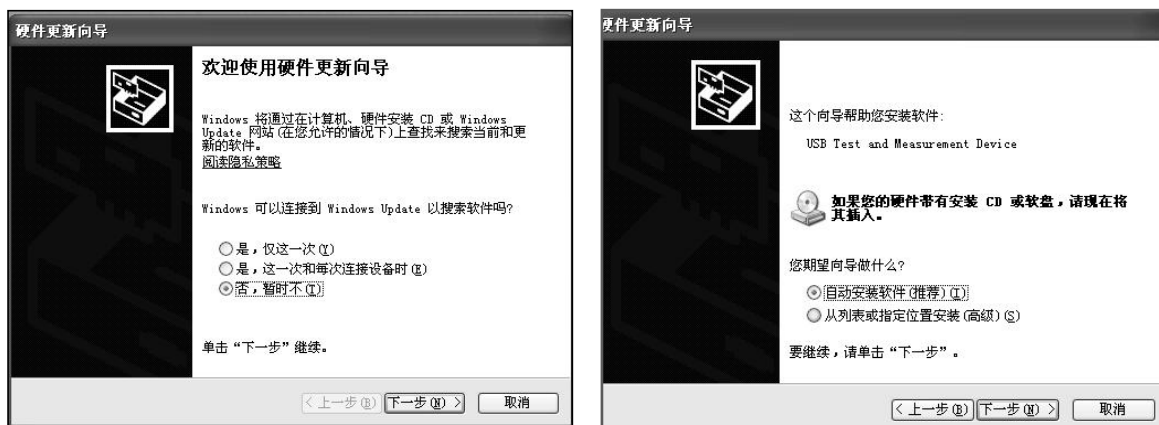 硬件更新向导
欢迎使用硬件更新向导
Windows 将通过在计算机、硬件安装 CD 或 Windows
Update 网站(在您允许的情况下)上查找来搜索当前和更
新的软件。
阅读隐私策略
Windows 可以连接到 Windows Update 以搜索软件吗?
是，仅这一次(Y)
是，这一次和每次连接设备时(E)
否，暂时不(T)
单击“下一步”继续。
< 上一步(B) 下一步(N) > 取消
硬件更新向导
这个向导帮助您安装软件:
USB Test and Measurement Device
如果您的硬件带有安装 CD 或软盘，请现在将
其插入。
您期望向导做什么?
自动安装软件(推荐)(I)
从列表或指定位置安装(高级)(S)
要继续，请单击“下一步”。
< 上一步(B) 下一步(N) > 取消